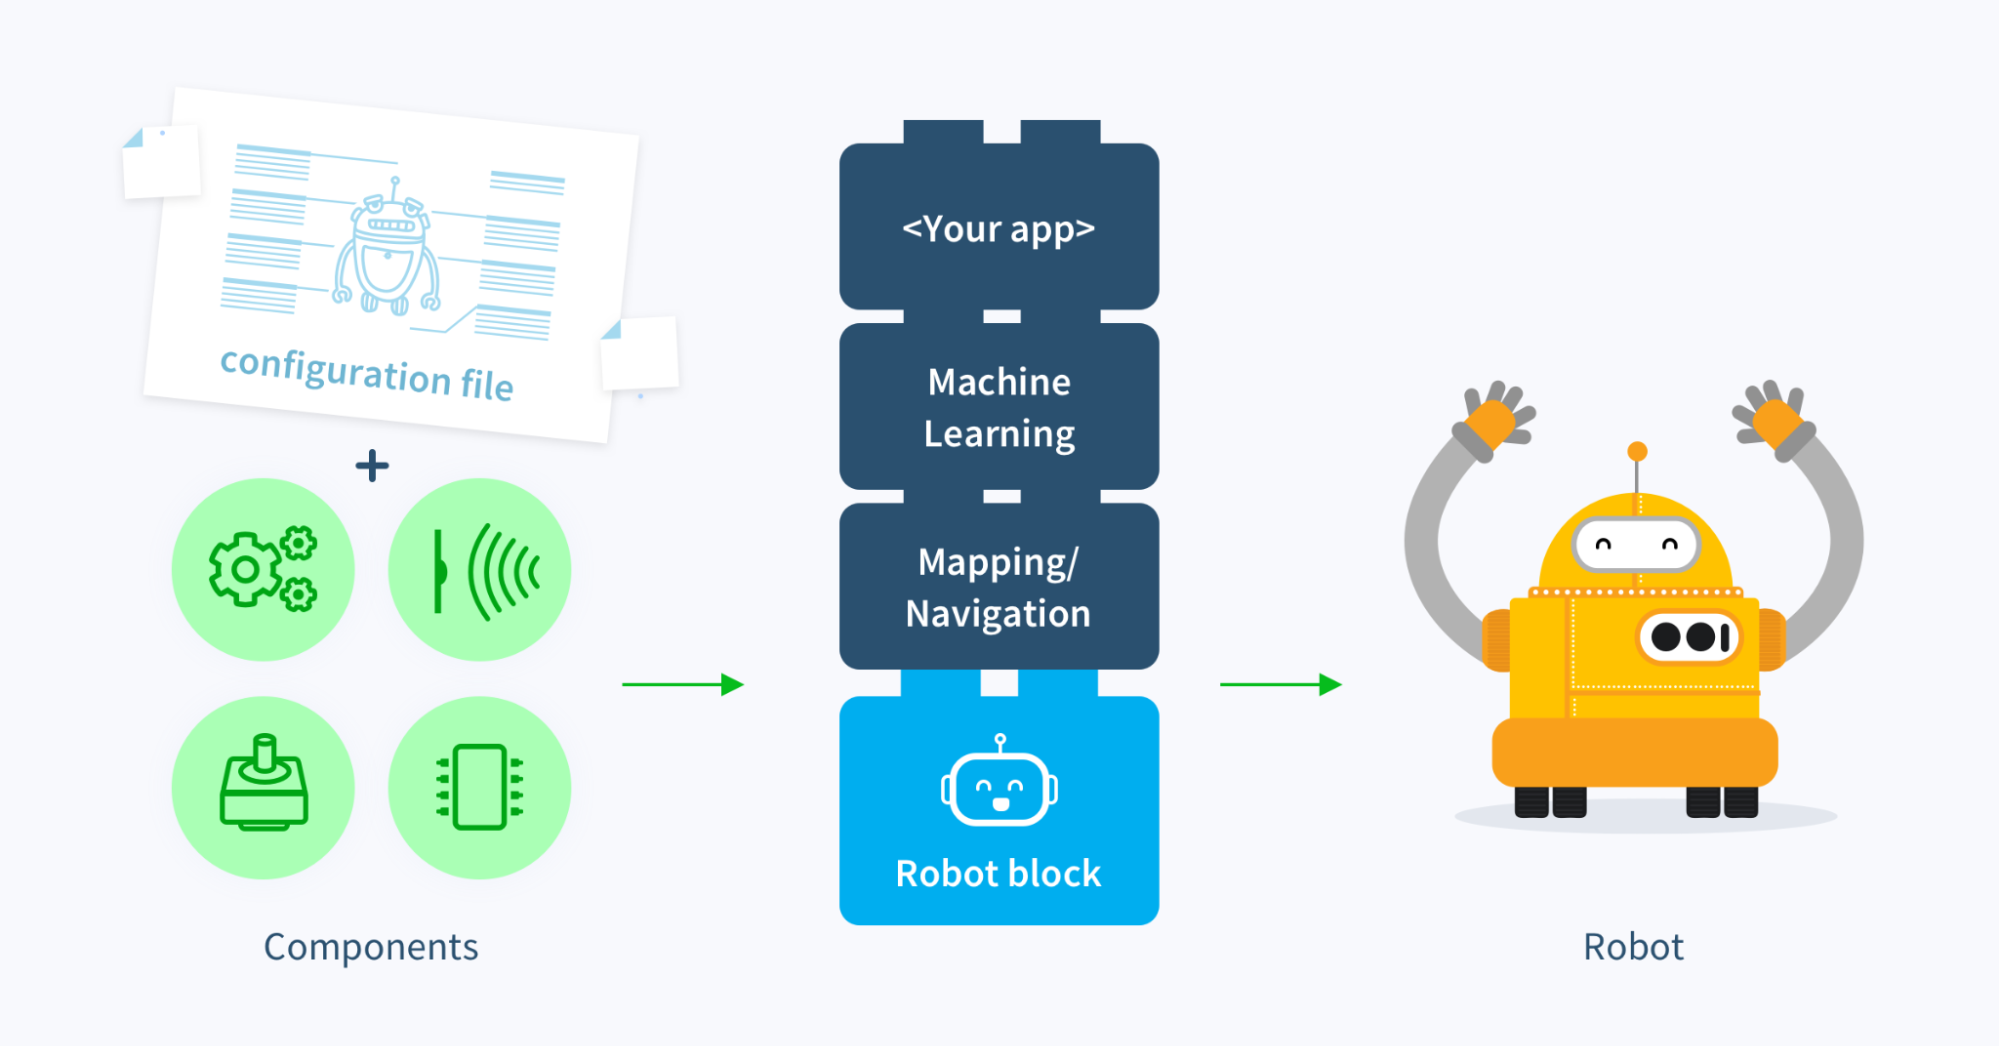 configuration file
+
Components
<Your app>
Machine
Learning
Mapping/
Navigation
Robot block
Robot